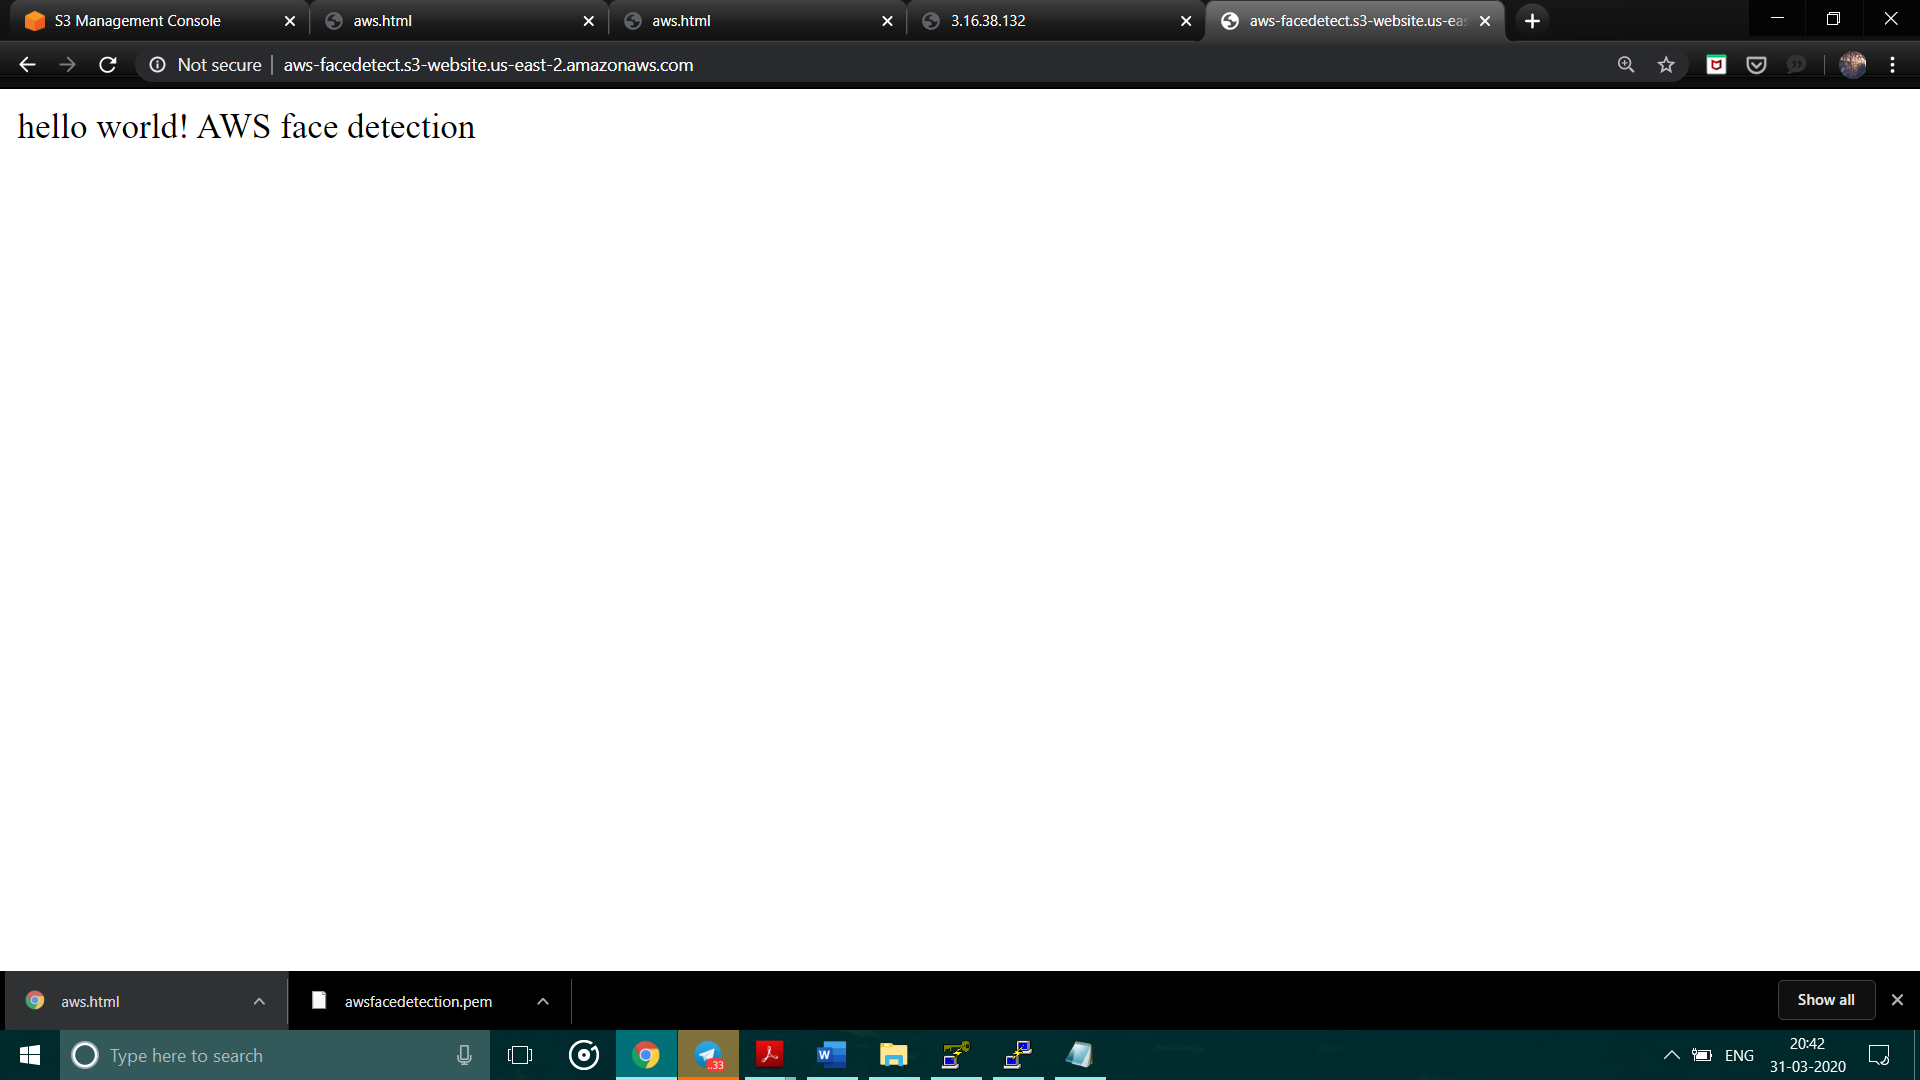 S3 Management Console
aws.html
aws.html
3.16.38.132
aws-facedetect.s3-website.us-eas
Not secure
aws-facedetect.s3-website.us-east-2.amazonaws.com
hello world! AWS face detection
aws.html
awsfacedetection.pem
Show all
Type here to search
..33
W
ENG
20:42
31-03-2020